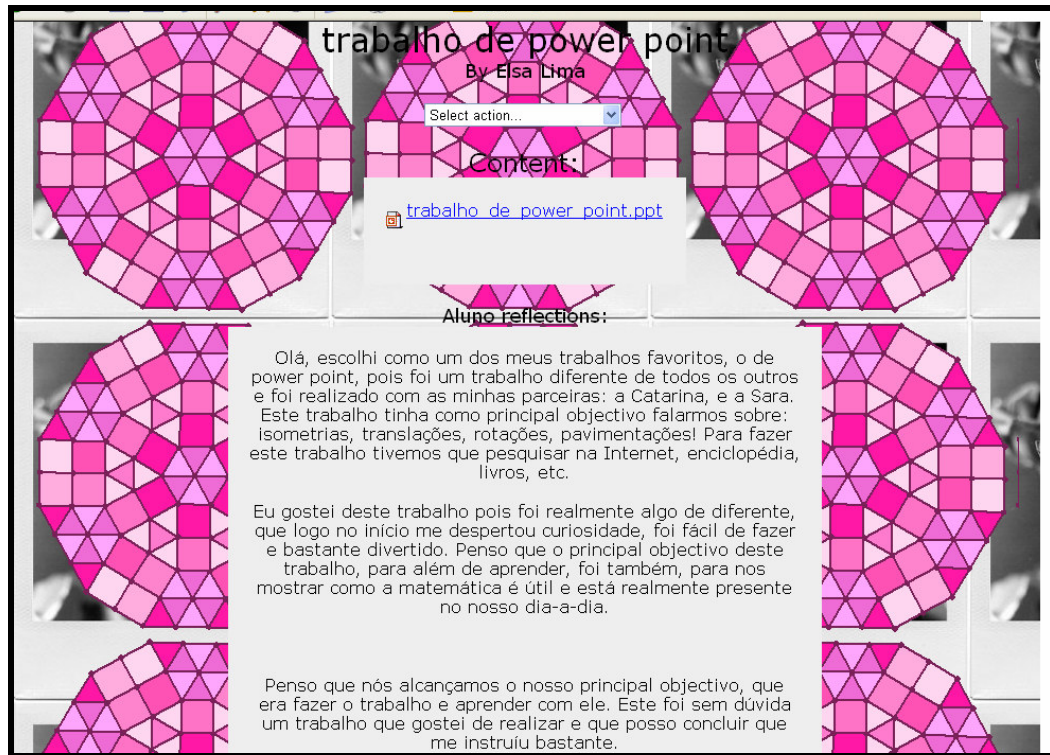 trabalho de power point
By Elsa Lima
Select action...
Content:
trabalho_de_power_point.ppt
Aluno reflections:
Olá, escolhi como um dos meus trabalhos favoritos, o de
power point, pois foi um trabalho diferente de todos os outros
e foi realizado com as minhas parceiras: a Catarina, e a Sara.
Este trabalho tinha como principal objectivo falarmos sobre:
isometrias, translações, rotações, pavimentações! Para fazer
este trabalho tivemos que pesquisar na Internet, enciclopédia,
livros, etc.
Eu gostei deste trabalho pois foi realmente algo de diferente,
que logo no início me despertou curiosidade, foi fácil de fazer
e bastante divertido. Penso que o principal objectivo deste
trabalho, para além de aprender, foi também, para nos
mostrar como a matemática é útil e está realmente presente
no nosso dia-a-dia.
Penso que nós alcançamos o nosso principal objectivo, que
era fazer o trabalho e aprender com ele. Este foi sem dúvida
um trabalho que gostei de realizar e que posso concluir que
me instruíu bastante.